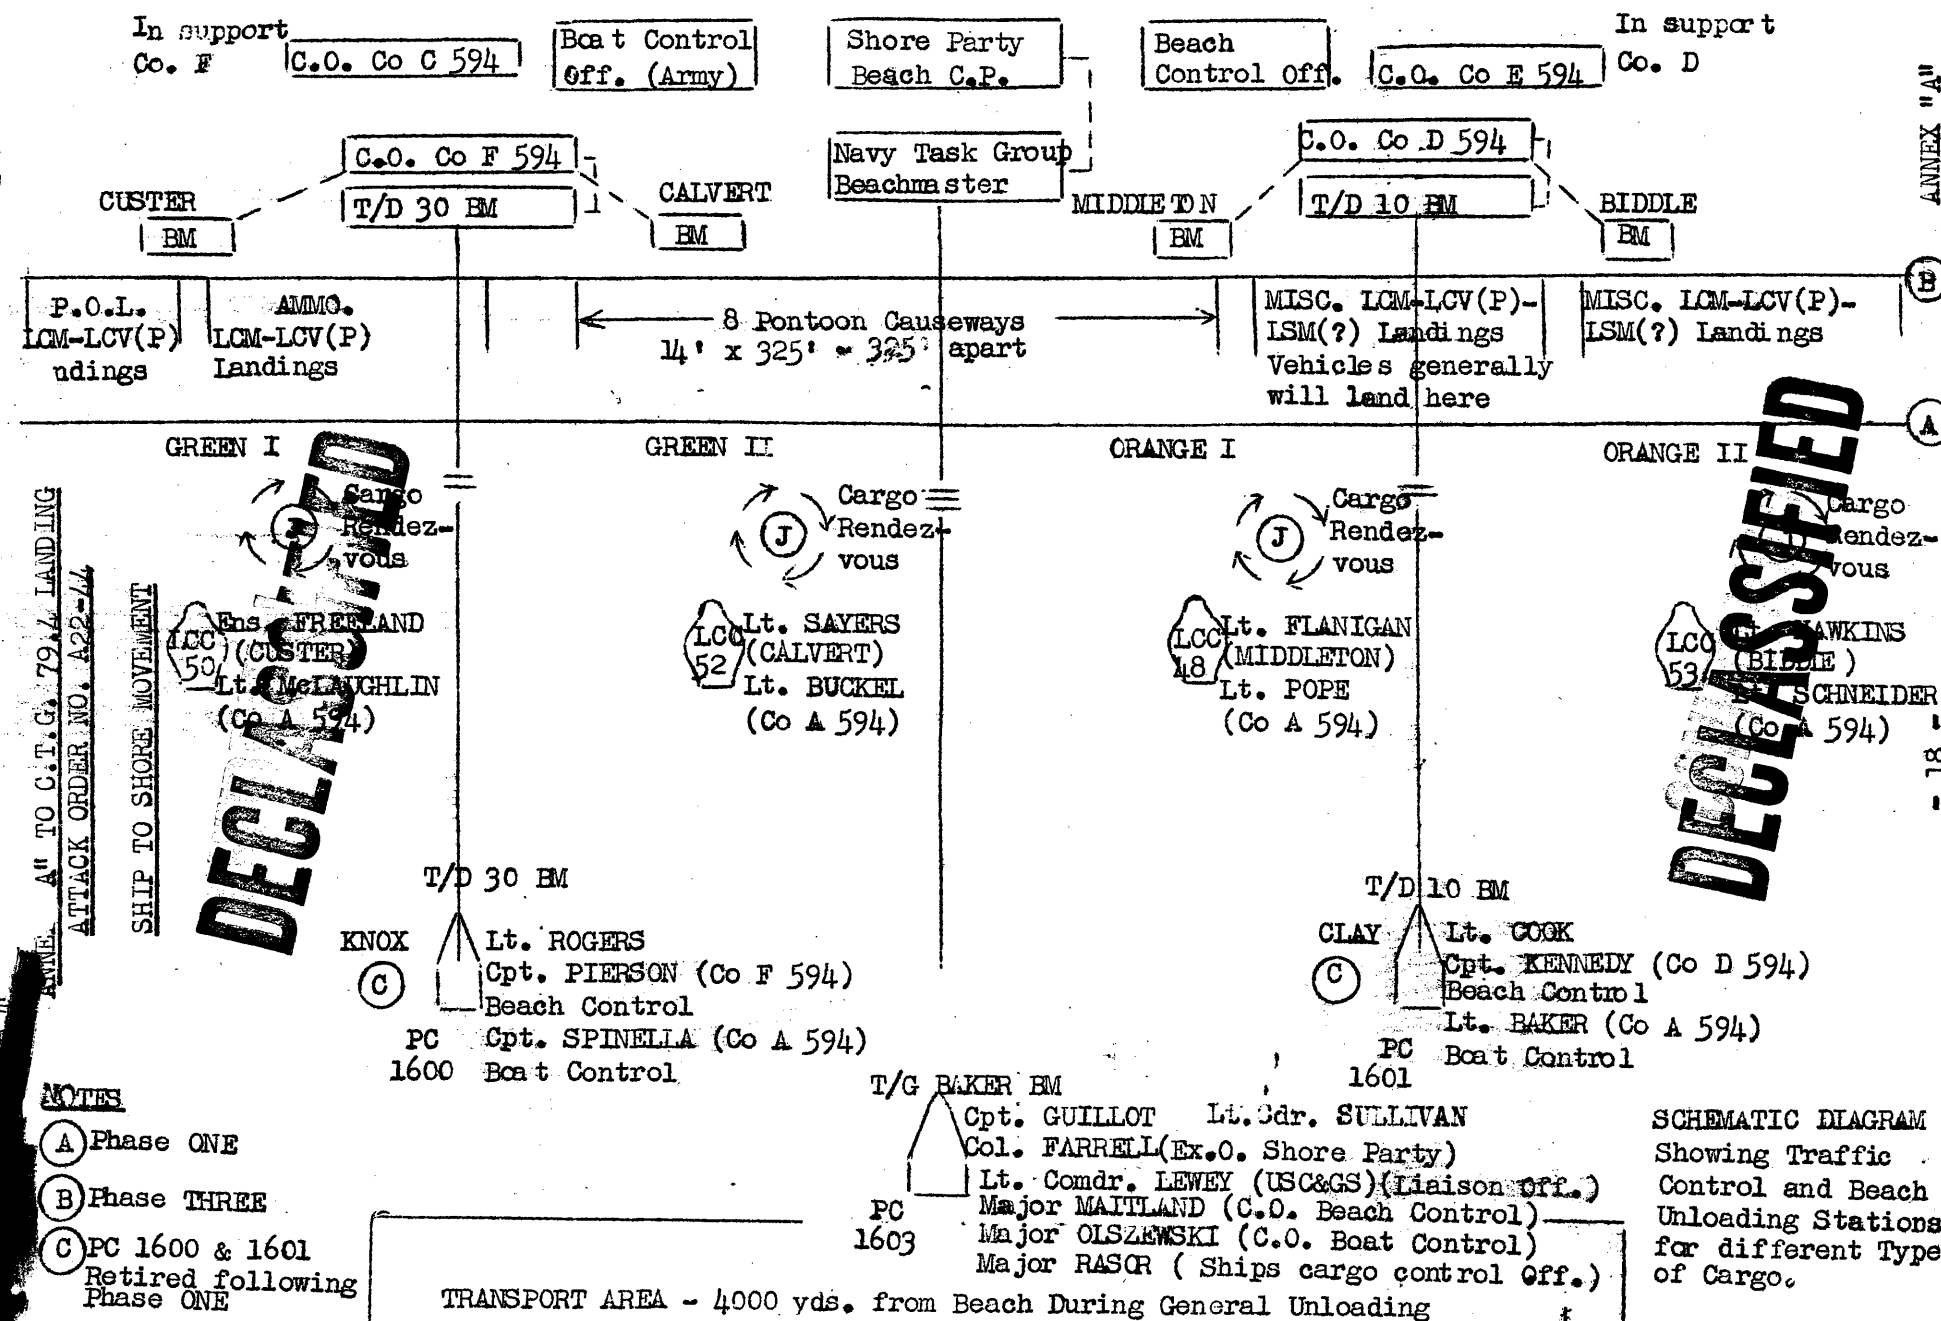 In support
Co. F
C.O. Co C 594
Boat Control
Off. (Army)
Shore Party
Beach C.P.
Beach
Control Off.
C.O. Co E 594
In support
Co. D
ANNEX "A"
C.O. Co F 594
T/D 30 BM
CUSTER
BM
CALVERT
BM
Navy Task Group
Beachmaster
MIDDLETON
BM
C.O. Co D 594
T/D 10 BM
BIDDLE
BM
B
P.O.L.
LCM-LCV(P)
ndings
AMMO.
LCM-LCV(P)
Landings
8 Pontoon Causeways
14' x 325' - 325' apart
MISC. LCM-LCV(P)-
ISM(?) Landings
Vehicles generally
will land here
MISC. LCM-LCV(P)-
ISM(?) Landings
A
GREEN I
GREEN II
ORANGE I
ORANGE II
J
Cargo
Rendez-
vous
J
Cargo
Rendez-
vous
J
Cargo
Rendez-
vous
Cargo
Rendez-
vous
LCC
50
Ens. FREELAND
(CUSTER)
Lt. McLAUGHLIN
(Co A 594)
LCC
52
Lt. SAYERS
(CALVERT)
Lt. BUCKEL
(Co A 594)
LCC
48
Lt. FLANIGAN
(MIDDLETON)
Lt. POPE
(Co A 594)
LCC
53
HAWKINS
(BIDDLE)
SCHNEIDER
(Co A 594)
DECLASSIFIED
DECLASSIFIED
A" TO C.T.G. 79.4 LANDING
ATTACK ORDER NO. A22-44
SHIP TO SHORE MOVEMENT
- 18 -
T/D 30 BM
KNOX
C
Lt. ROGERS
Cpt. PIERSON (Co F 594)
Beach Control
PC
1600
Cpt. SPINELLA (Co A 594)
Boat Control
T/D 10 BM
CLAY
C
Lt. COOK
Cpt. KENNEDY (Co D 594)
Beach Control
Lt. BAKER (Co A 594)
PC
1601
Boat Control
T/G BAKER BM
Cpt. GUILLOT Lt.Cdr. SULLIVAN
Col. FARRELL(Ex.O. Shore Party)
Lt. Comdr. LEWEY (USC&GS)(Liaison Off.)
PC
1603
Major MAITLAND (C.O. Beach Control)
Major OLSZEWSKI (C.O. Boat Control)
Major RASOR ( Ships cargo control Off.)
TRANSPORT AREA - 4000 yds. from Beach During General Unloading
NOTES
A Phase ONE
B Phase THREE
C PC 1600 & 1601
Retired following
Phase ONE
SCHEMATIC DIAGRAM
Showing Traffic
Control and Beach
Unloading Stations
for different Type
of Cargo.